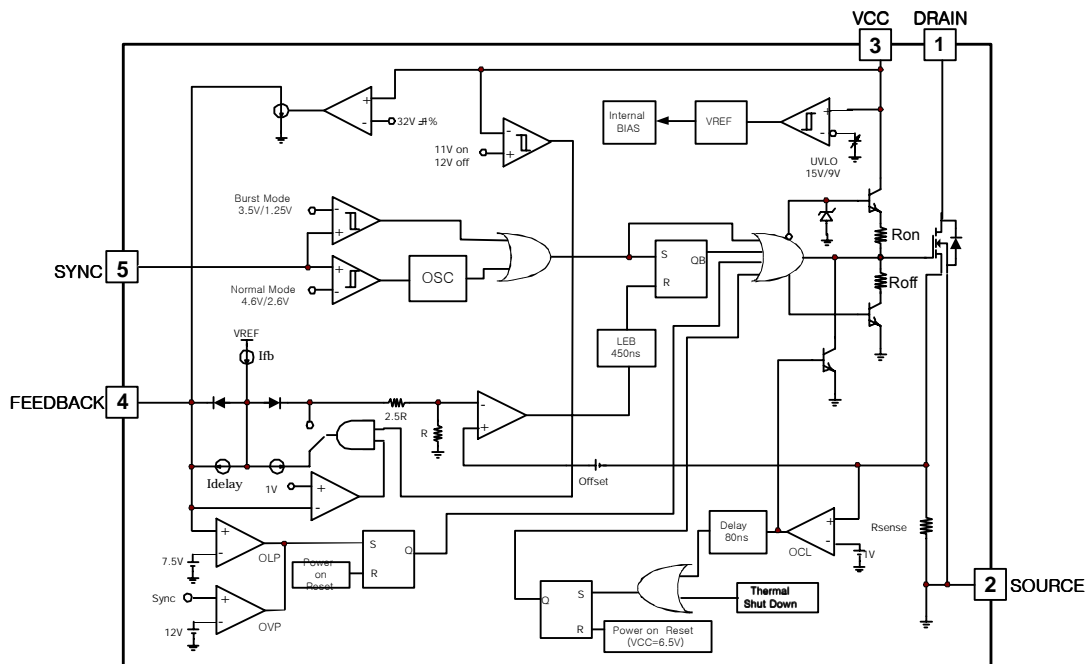 VCC
DRAIN
3
1
32V
11V on
12V off
Internal
BIAS
VREF
+
-
UVLO
15V/9V
Burst Mode
3.5V/1.25V
SYNC
5
Normal Mode
4.6V/2.6V
OSC
S
QB
R
Ron
Roff
LEB
450ns
VREF
Ifb
FEEDBACK
4
2.5R
R
Idelay
1V
Offset
7.5V
OLP
Sync
12V
OVP
Power
on
Reset
S
Q
R
Delay
80ns
OCL
1V
Rsense
Q
S
R
Thermal
Shut Down
Power on Reset
(VCC=6.5V)
2
SOURCE